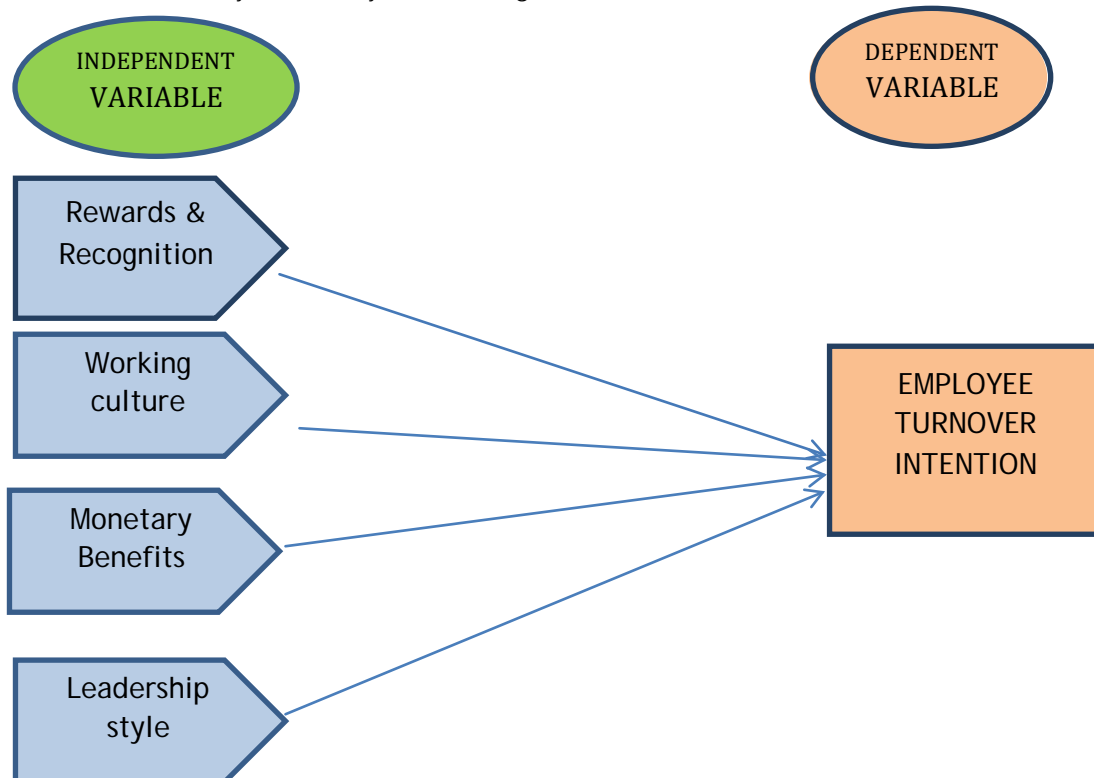 INDEPENDENT
VARIABLE
DEPENDENT
VARIABLE
Rewards &
Recognition
Working
culture
Monetary
Benefits
Leadership
style
EMPLOYEE
TURNOVER
INTENTION